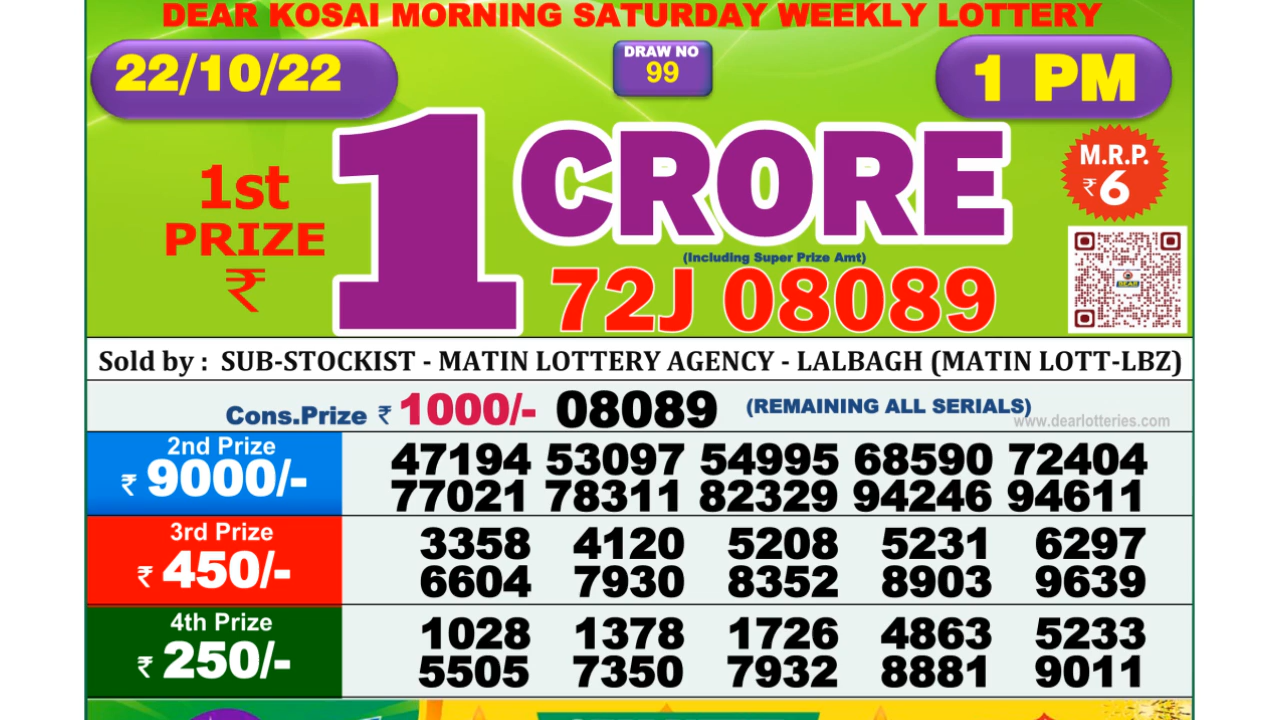 DEAR KOSAI MORNING SATURDAY WEEKLY LOTTERY
22/10/22
DRAW NO
99
1 PM
1st
PRIZE
₹
1 CRORE
M.R.P.
₹6
(Including Super Prize Amt)
72J 08089
DEAR
Sold by : SUB-STOCKIST - MATIN LOTTERY AGENCY - LALBAGH (MATIN LOTT-LBZ)
Cons.Prize ₹ 1000/- 08089 (REMAINING ALL SERIALS)
www.dearlotteries.com
2nd Prize
₹ 9000/-
47194 53097 54995 68590 72404
77021 78311 82329 94246 94611
3rd Prize
₹ 450/-
3358 4120 5208 5231 6297
6604 7930 8352 8903 9639
4th Prize
₹ 250/-
1028 1378 1726 4863 5233
5505 7350 7932 8881 9011